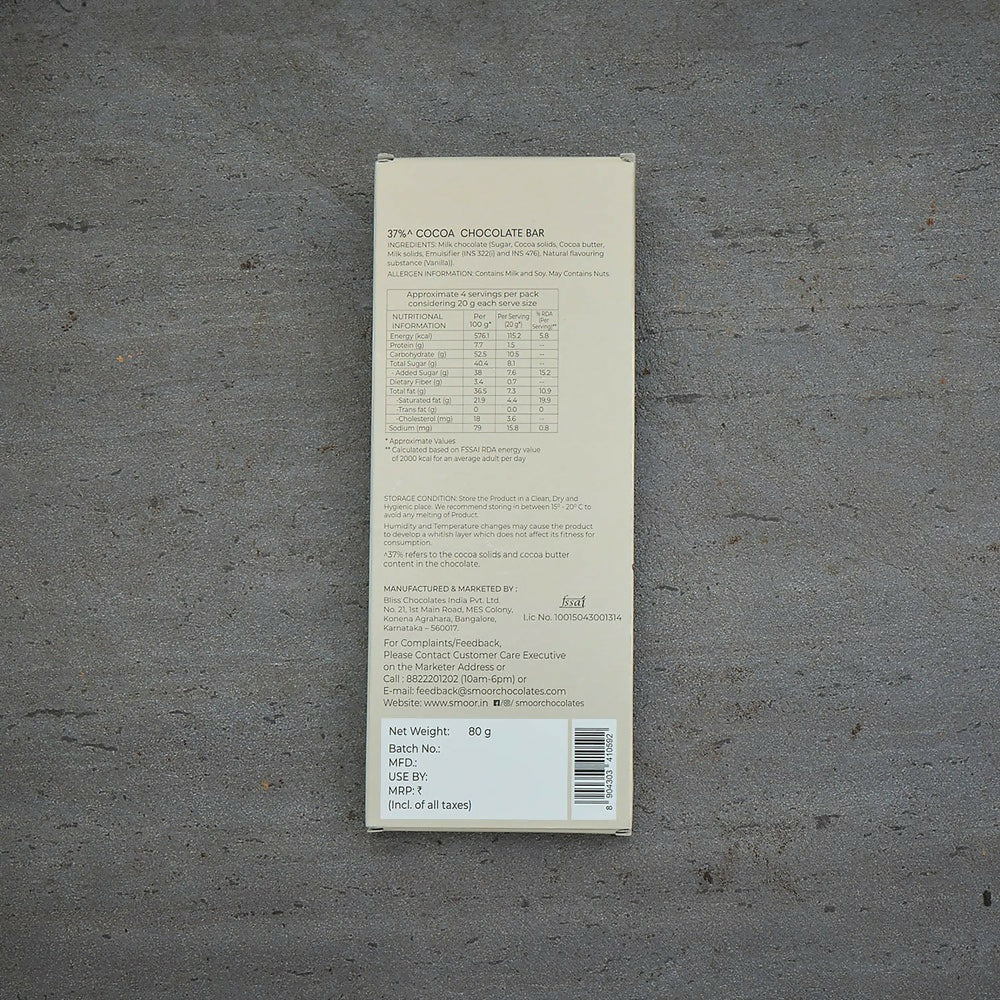 37%^ COCOA CHOCOLATE BAR
INGREDIENTS: Milk chocolate (Sugar, Cocoa solids, Cocoa butter,
Milk solids, Emulsifier (INS 322(i) and INS 476), Natural flavouring
substance (Vanilla)).
ALLERGEN INFORMATION: Contains Milk and Soy. May Contains Nuts.
Approximate 4 servings per pack
considering 20 g each serve size
NUTRITIONAL INFORMATION Per 100 g* Per Serving (20 g*) % RDA (Per Serving)**
Energy (kcal) 576.1 115.2 5.8
Protein (g) 7.7 1.5 --
Carbohydrate (g) 52.5 10.5 --
Total Sugar (g) 40.4 8.1 --
- Added Sugar (g) 38 7.6 15.2
Dietary Fiber (g) 3.4 0.7 --
Total fat (g) 36.5 7.3 10.9
-Saturated fat (g) 21.9 4.4 19.9
-Trans fat (g) 0 0.0 0
-Cholesterol (mg) 18 3.6 --
Sodium (mg) 79 15.8 0.8
* Approximate Values
** Calculated based on FSSAI RDA energy value
of 2000 kcal for an average adult per day
STORAGE CONDITION: Store the Product in a Clean, Dry and
Hygienic place. We recommend storing in between 15° - 20° C to
avoid any melting of Product.
Humidity and Temperature changes may cause the product
to develop a whitish layer which does not affect its fitness for
consumption.
^37% refers to the cocoa solids and cocoa butter
content in the chocolate.
MANUFACTURED & MARKETED BY :
Bliss Chocolates India Pvt. Ltd.
No. 21, 1st Main Road, MES Colony,
Konena Agrahara, Bangalore,
Karnataka – 560017.
fssai
Lic No. 10015043001314
For Complaints/Feedback,
Please Contact Customer Care Executive
on the Marketer Address or
Call : 8822201202 (10am-6pm) or
E-mail: feedback@smoorchocolates.com
Website: www.smoor.in / / smoorchocolates
Net Weight: 80 g
Batch No.:
MFD.:
USE BY:
MRP: ₹
(Incl. of all taxes)
8 904303 410592